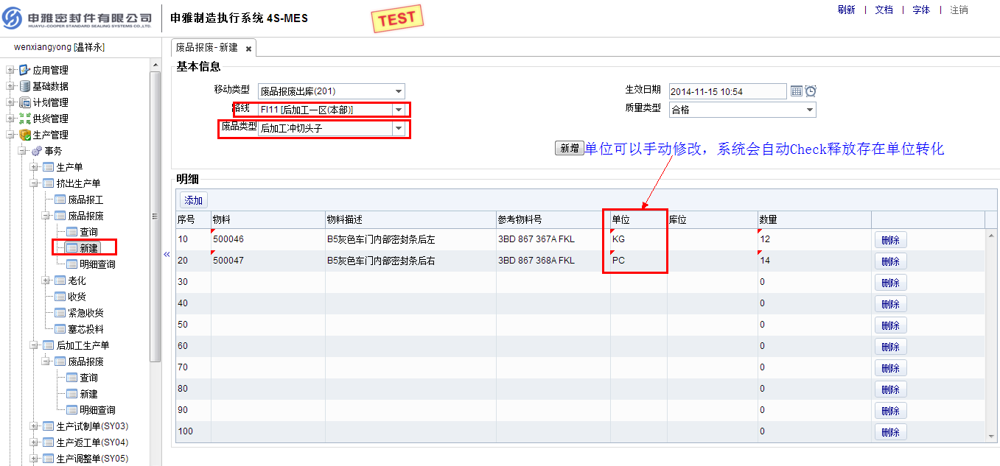 申雅密封件有限公司
HUAYU-COOPER STANDARD SEALING SYSTEMS CO.,LTD.
申雅制造执行系统 4S-MES
TEST
刷新 | 文档 | 字体 | 注销
wenxiangyong [温祥永]
应用管理
基础数据
计划管理
供货管理
生产管理
事务
生产单
挤出生产单
废品报工
废品报废
查询
新建
明细查询
老化
收货
紧急收货
塞芯投料
后加工生产单
废品报废
查询
新建
明细查询
生产试制单(SY03)
生产返工单(SY04)
生产调整单(SY05)
«
废品报废-新建 ×
基本信息
移动类型 废品报废出库(201) 生效日期 2014-11-15 10:54
路线 FI11 [后加工一区(本部)] 质量类型 合格
废品类型 后加工冲切头子
新增 单位可以手动修改，系统会自动Check释放存在单位转化
明细
添加
序号 物料 物料描述 参考物料号 单位 库位 数量
10 500046 B5灰色车门内部密封条后左 3BD 867 367A FKL KG 12 删除
20 500047 B5灰色车门内部密封条后右 3BD 867 368A FKL PC 14 删除
30 0 删除
40 0 删除
50 0 删除
60 0 删除
70 0 删除
80 0 删除
90 0 删除
100 0 删除